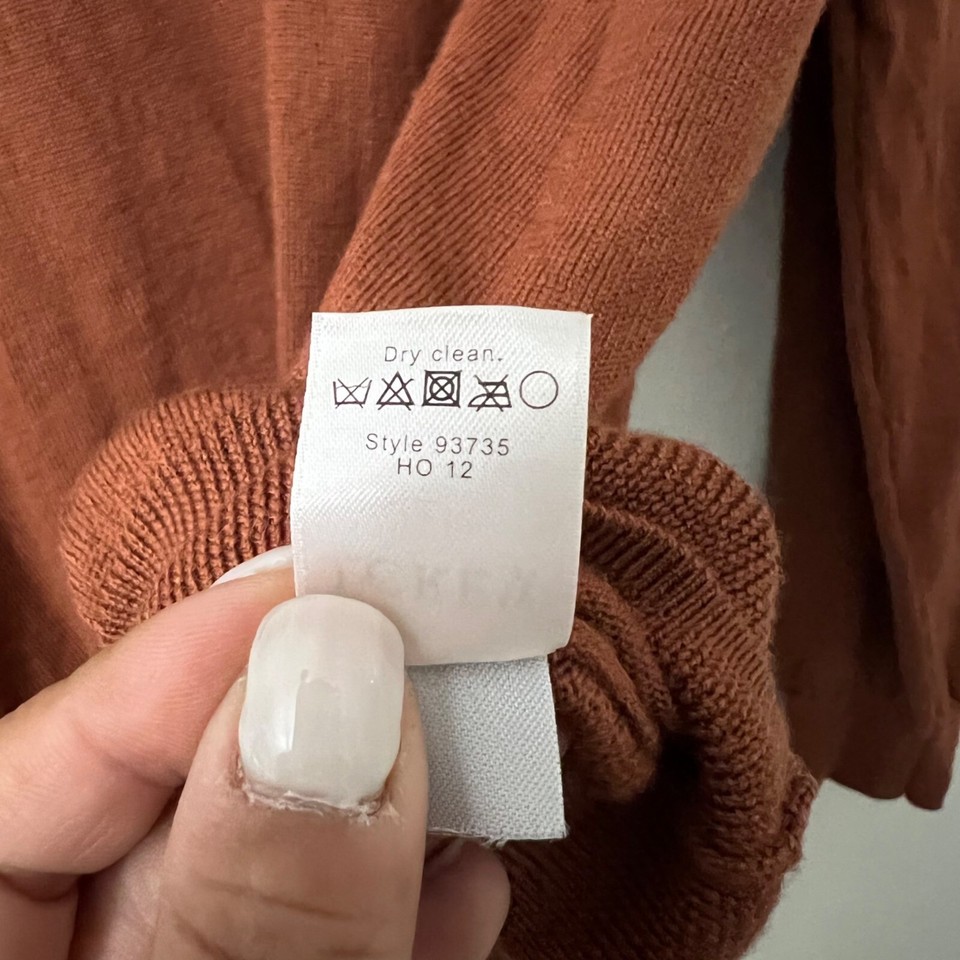 Dry clean.
Style 93735
HO 12